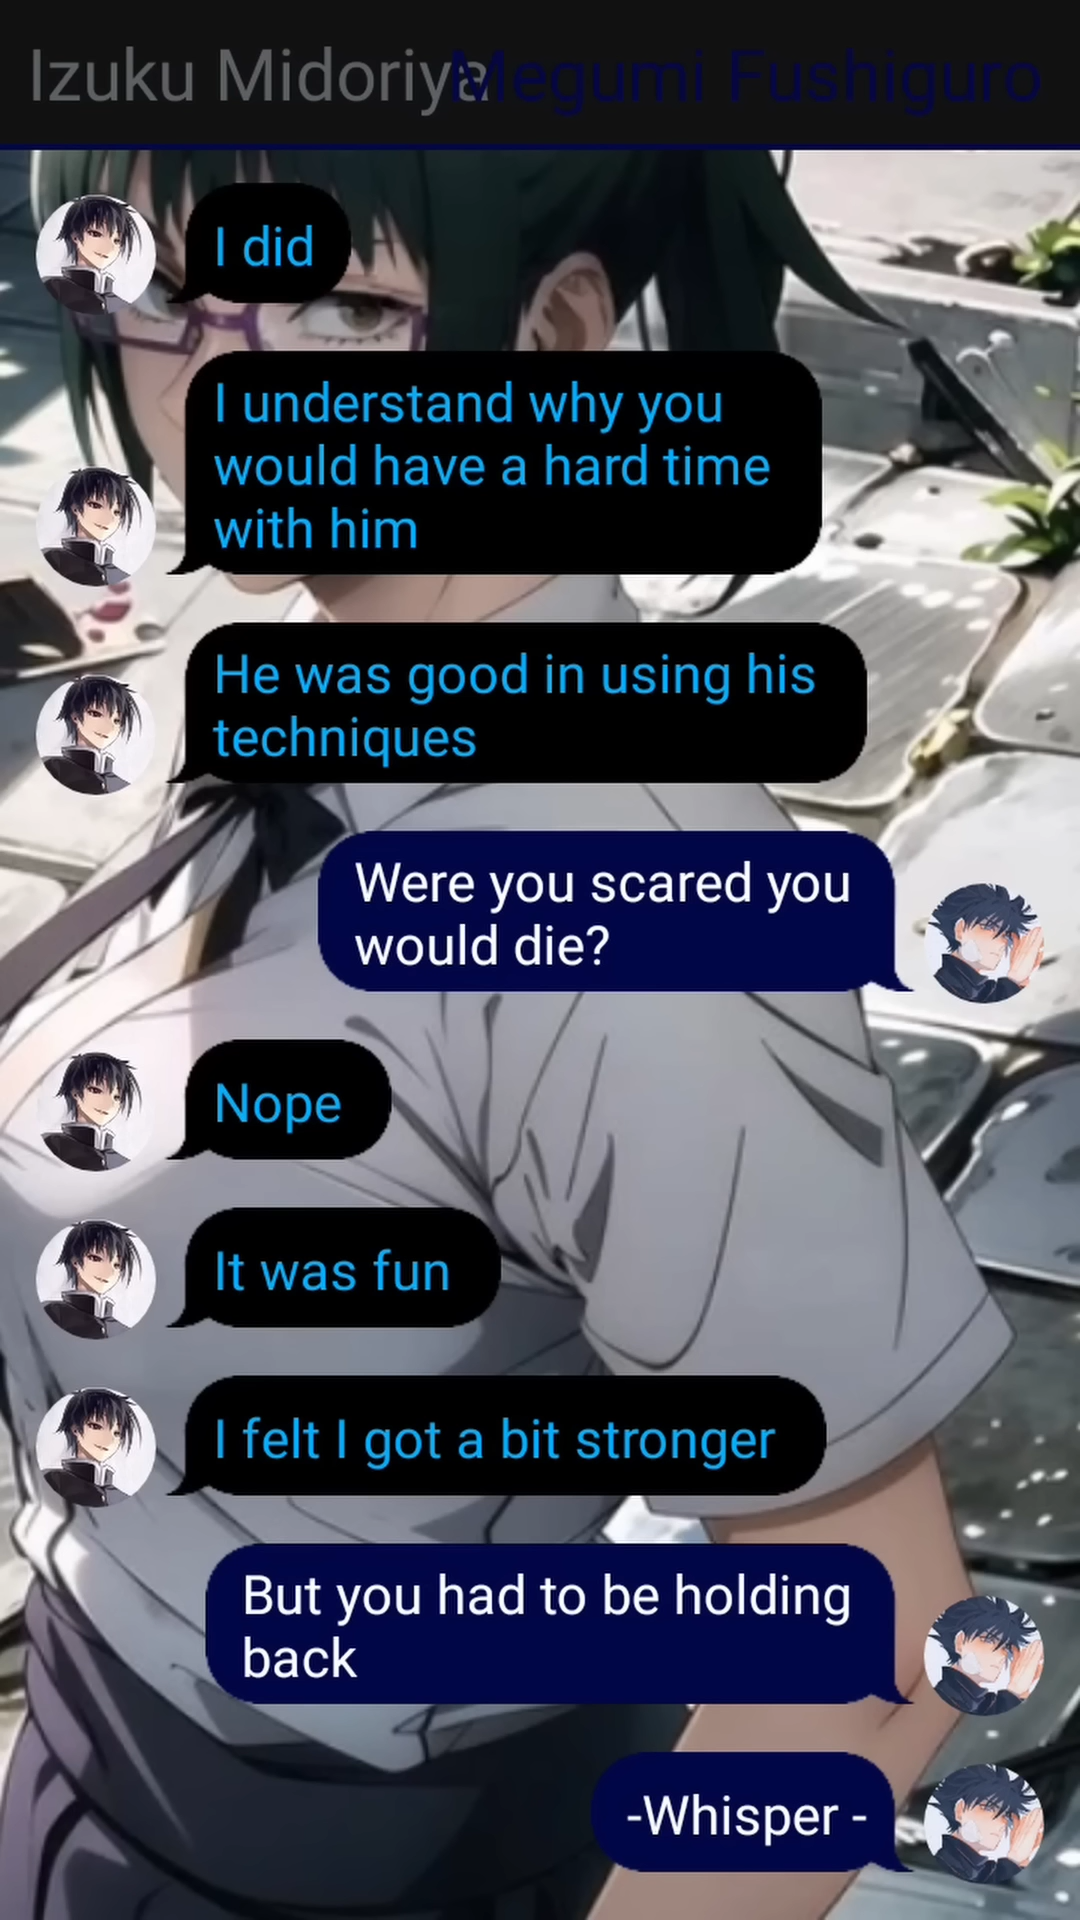 Izuku Midoriya
Megumi Fushiguro
I did
I understand why you
would have a hard time
with him
He was good in using his
techniques
Were you scared you
would die?
Nope
It was fun
I felt I got a bit stronger
But you had to be holding
back
-Whisper -